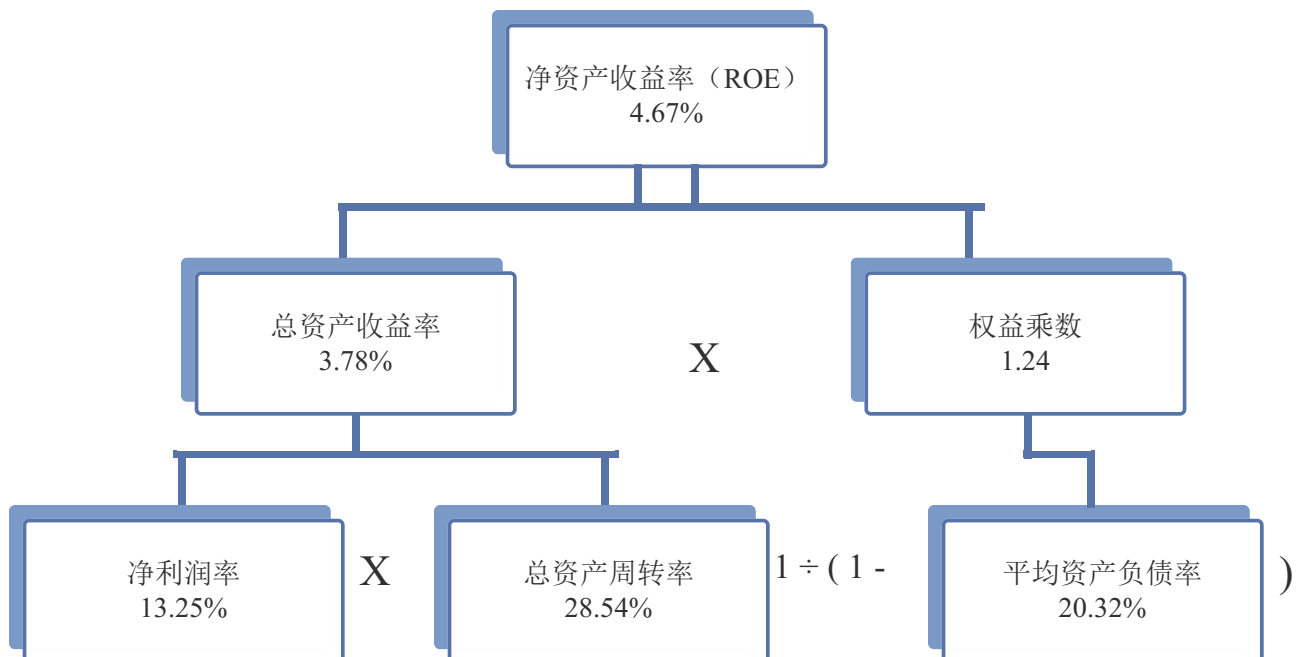 净资产收益率（ROE）
4.67%
总资产收益率
3.78%
X
权益乘数
1.24
净利润率
13.25%
X
总资产周转率
28.54%
1 ÷ ( 1 -
平均资产负债率
20.32%
)